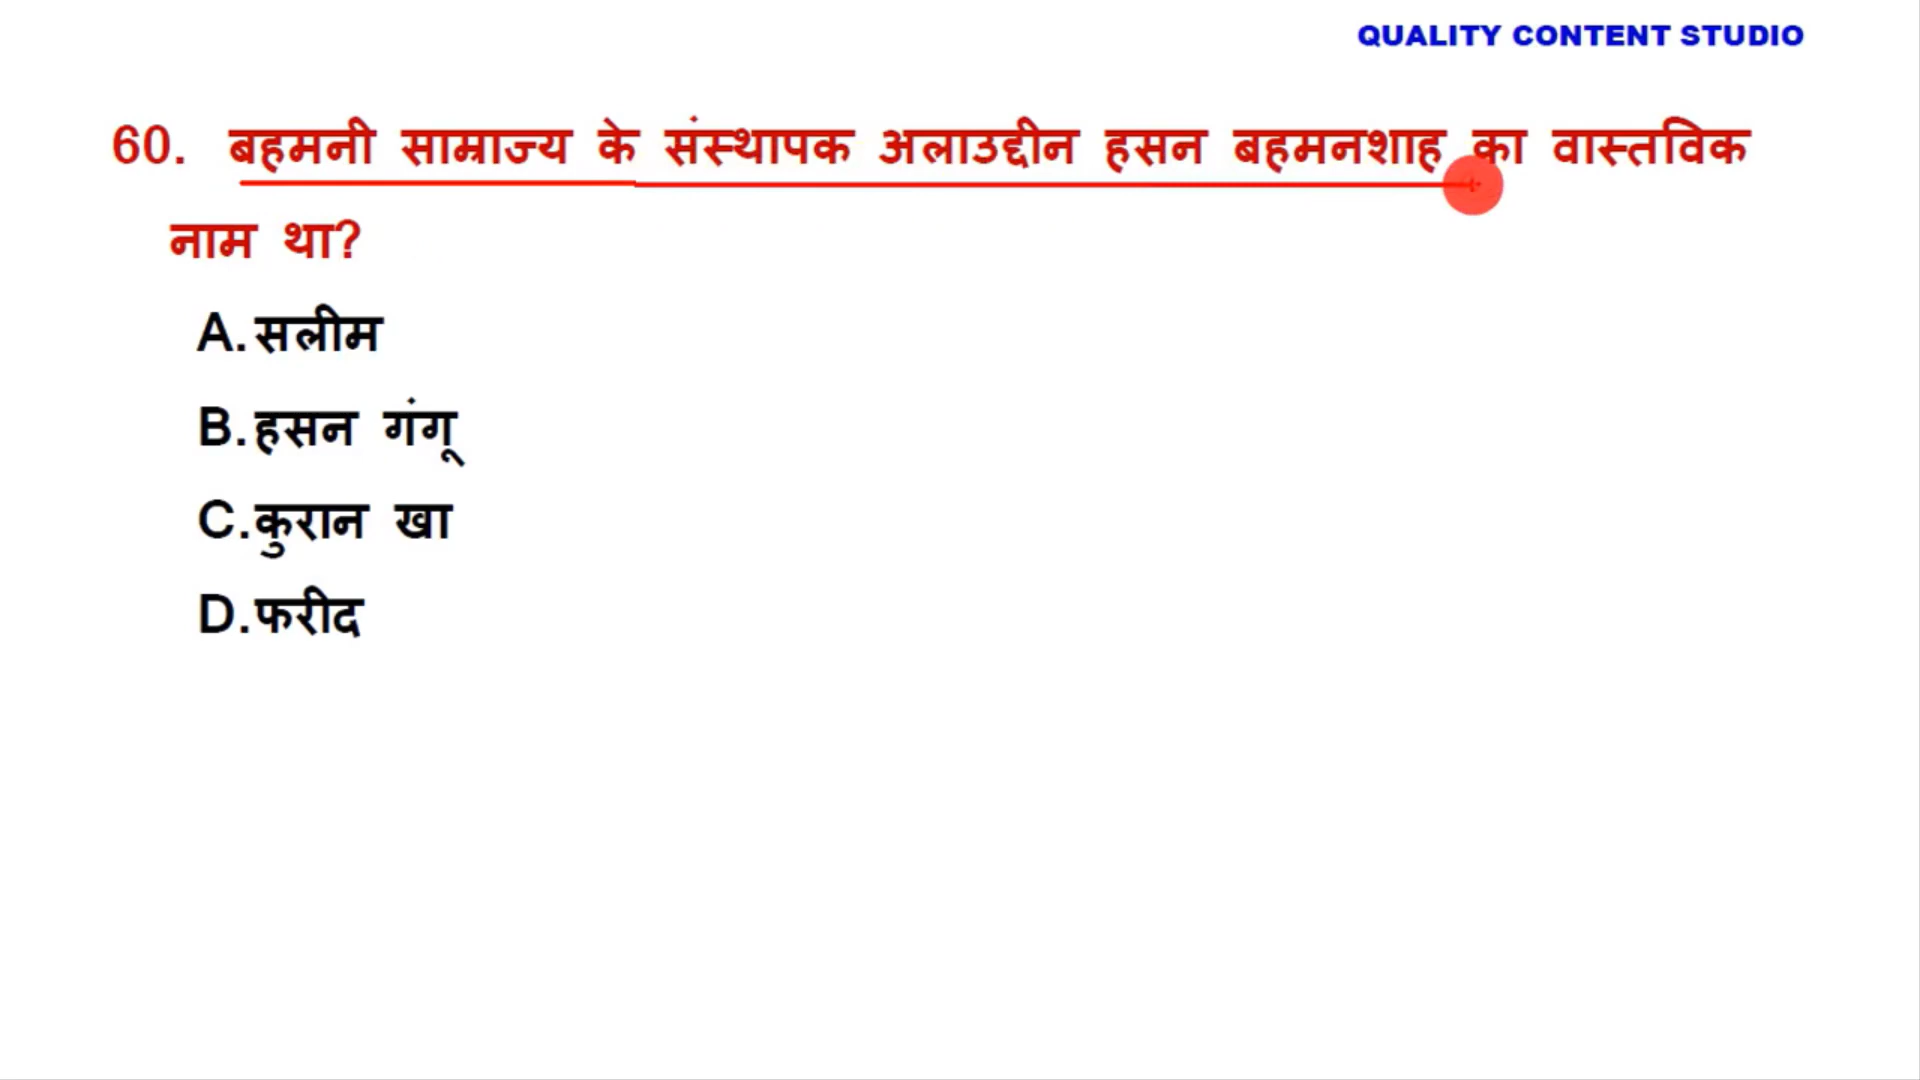 QUALITY CONTENT STUDIO
60. बहमनी साम्राज्य के संस्थापक अलाउद्दीन हसन बहमनशाह का वास्तविक
नाम था?
A. सलीम
B. हसन गंगू
C. कुरान खा
D. फरीद